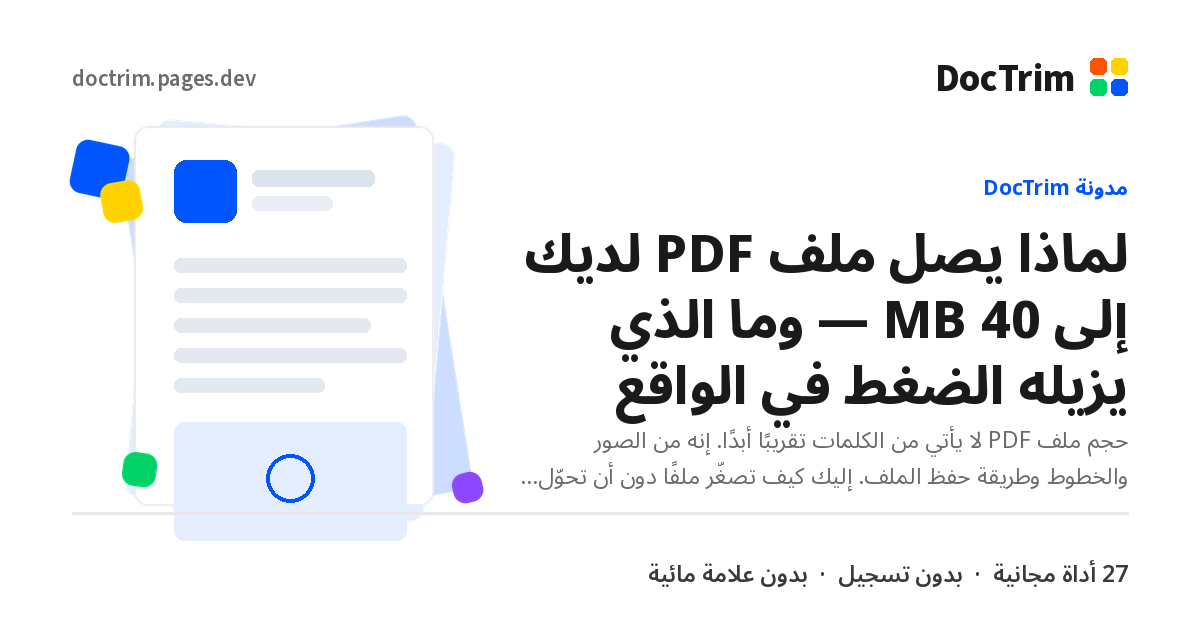 DocTrim
doctrim.pages.dev
مدونة DocTrim
لماذا يصل ملف PDF لديك
إلى 40 MB — وما الذي
يزيله الضغط في الواقع
حجم ملف PDF لا يأتي من الكلمات تقريبًا أبدًا. إنه من الصور
والخطوط وطريقة حفظ الملف. إليك كيف تصغّر ملفًا دون أن تحوّل...
27 أداة مجانية · بدون تسجيل · بدون علامة مائية